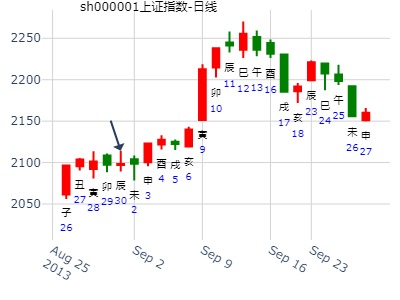 sh000001上证指数-日线
2250
2200
2150
2100
2050
子
26
丑
27
寅
28
卯
29
辰
30
未
2
申
3
酉
4
戌
5
亥
6
寅
9
卯
10
辰
11
巳
12
午
13
酉
16
戌
17
亥
18
辰
23
巳
24
午
25
未
26
申
27
Aug 25
2013
Sep 2
Sep 9
Sep 16
Sep 23